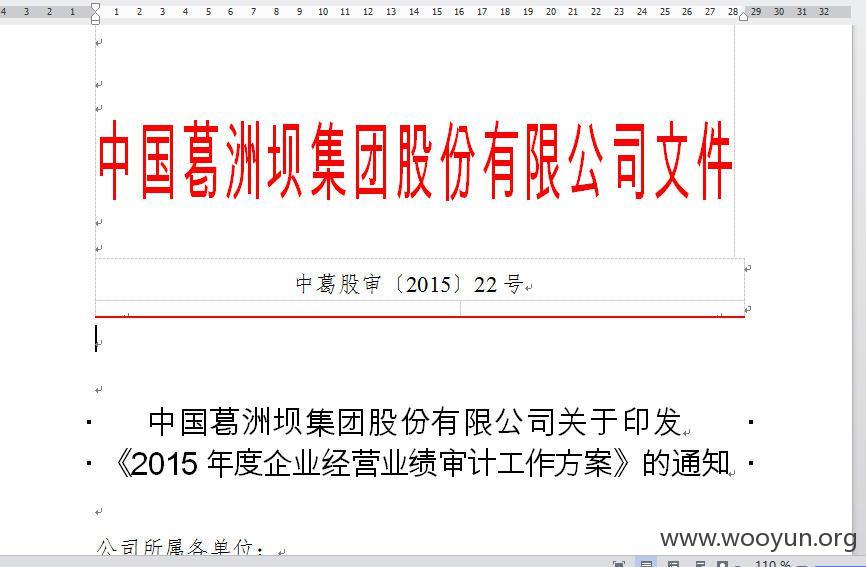 4 3 2 1 1 2 3 4 5 6 7 8 9 10 11 12 13 14 15 16 17 18 19 20 21 22 23 24 25 26 27 28 29 30 31 32
中国葛洲坝集团股份有限公司文件
中葛股审〔2015〕22 号
中国葛洲坝集团股份有限公司关于印发
《2015 年度企业经营业绩审计工作方案》的通知
公司所属各单位：
www.wooyun.org
110 %